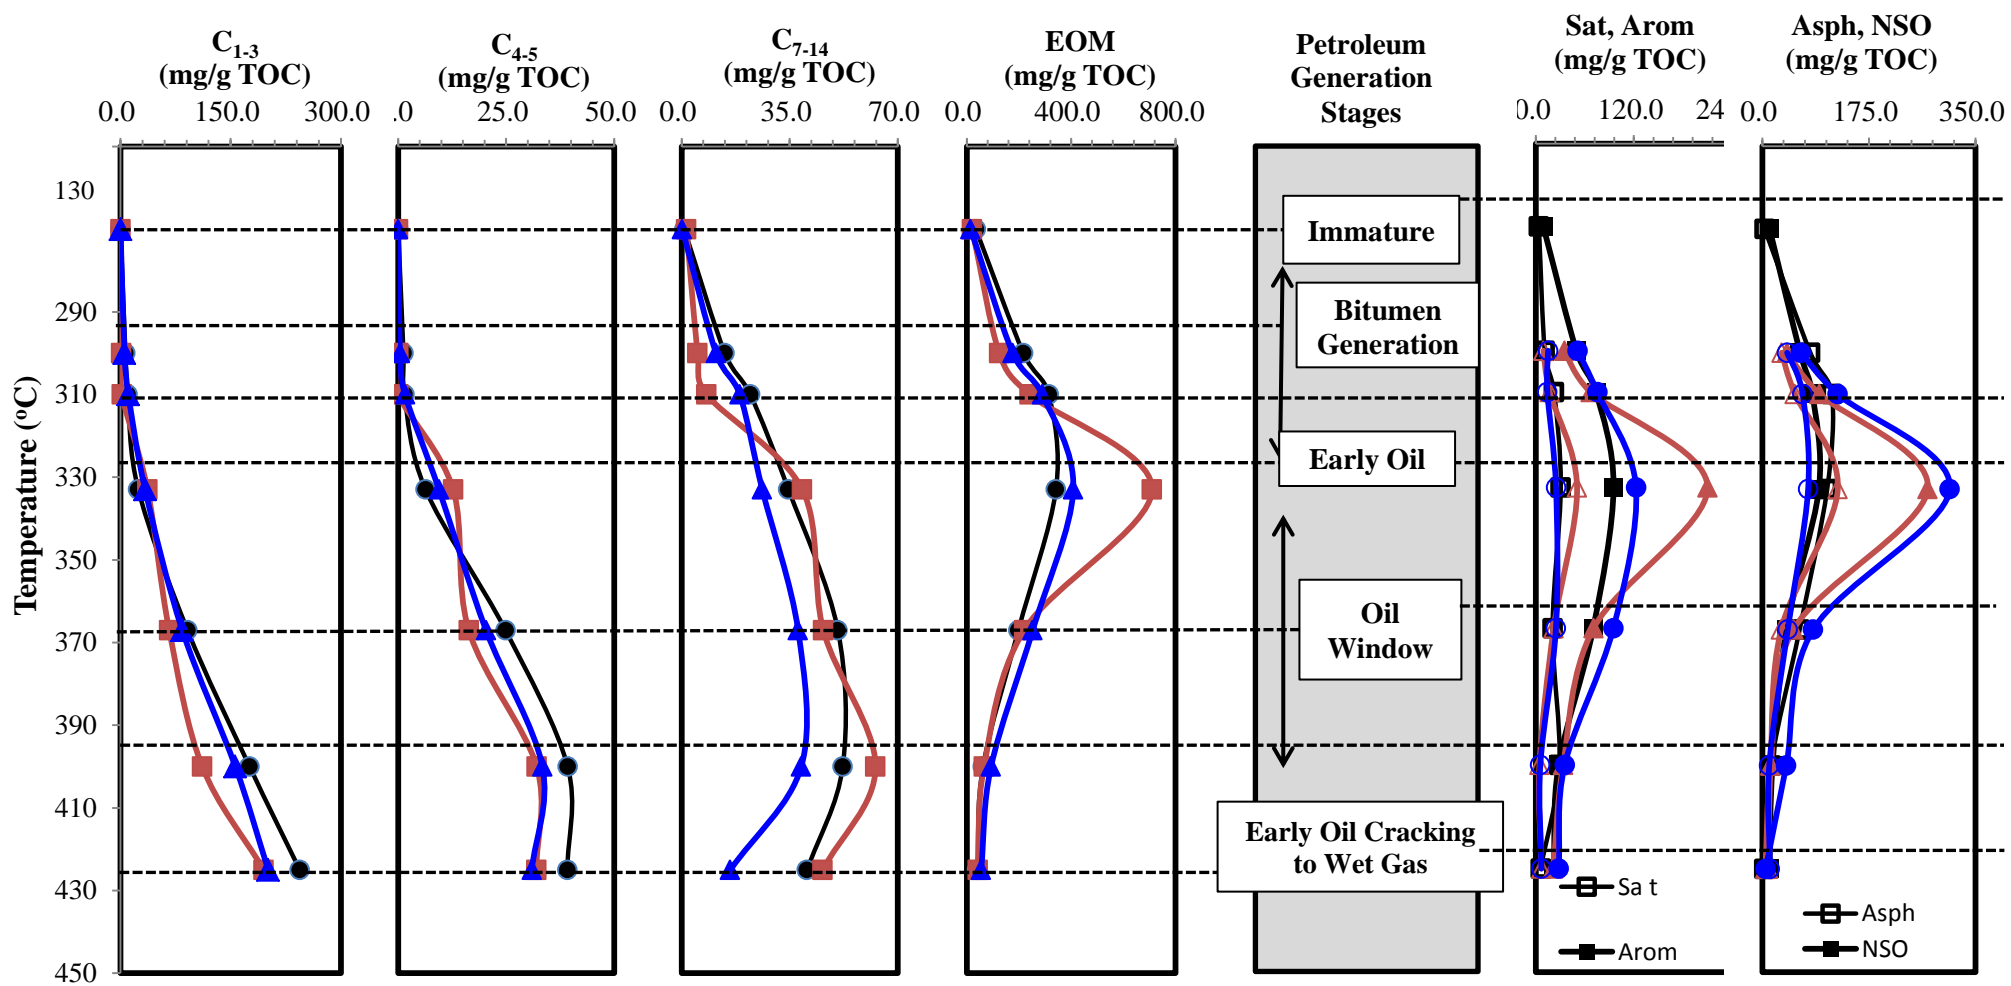 C1-3
(mg/g TOC)
0.0 150.0 300.0
C4-5
(mg/g TOC)
.0 25.0 50.0
C7-14
(mg/g TOC)
0.0 35.0 70.0
EOM
(mg/g TOC)
0.0 400.0 800.0
Petroleum
Generation
Stages
Sat, Arom
(mg/g TOC)
0.0 120.0 24
Asph, NSO
(mg/g TOC)
0.0 175.0 350.0
Temperature (oC)
130
290
310
330
350
370
390
410
430
450
Immature
Bitumen
Generation
Early Oil
Oil
Window
Early Oil Cracking
to Wet Gas
Sa t
Arom
Asph
NSO